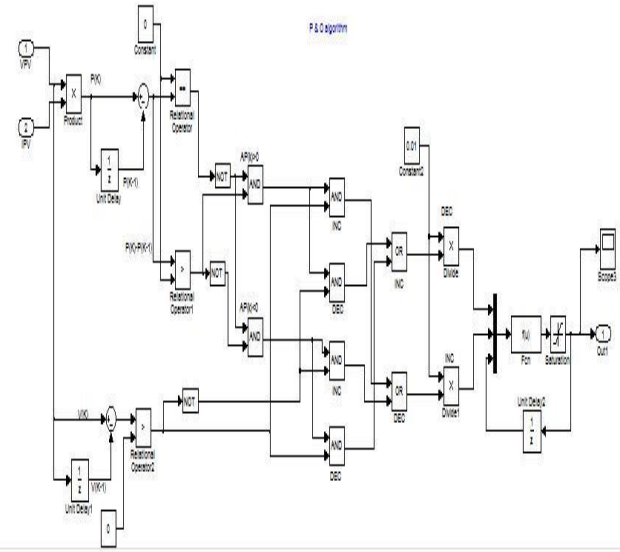 P & O algorithm
0
Constant
1
VPV
2
IPV
P(K)
X
Product
+_
==
Relational
Operator
1
z
Unit Delay
P(K-1)
NOT
ΔP(k)>0
AND
AND
INC
0.01
Constant2
DEC
X
Divide
P(K)-P(K-1)
>
Relational
Operator1
NOT
AND
DEC
OR
INC
Scope3
ΔP(k)<0
AND
AND
INC
f(u)
Fcn
Saturation
1
Out1
NOT
OR
DEC
INC
X
Divide1
V(K)
+_
>
Relational
Operator2
AND
DEC
Unit Delay2
1
z
1
z
Unit Delay1
V(K-1)
0